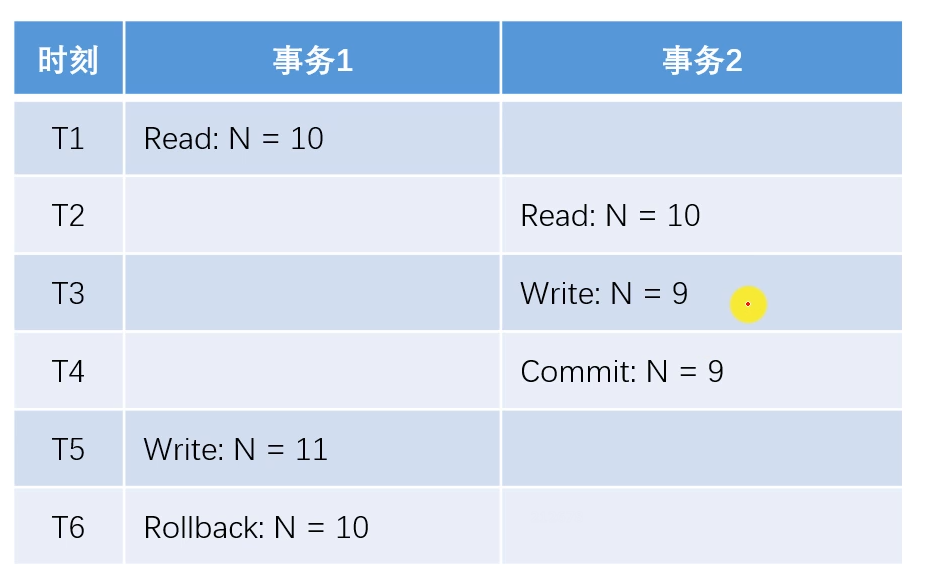 时刻 事务1 事务2
T1 Read: N = 10
T2 Read: N = 10
T3 Write: N = 9
T4 Commit: N = 9
T5 Write: N = 11
T6 Rollback: N = 10